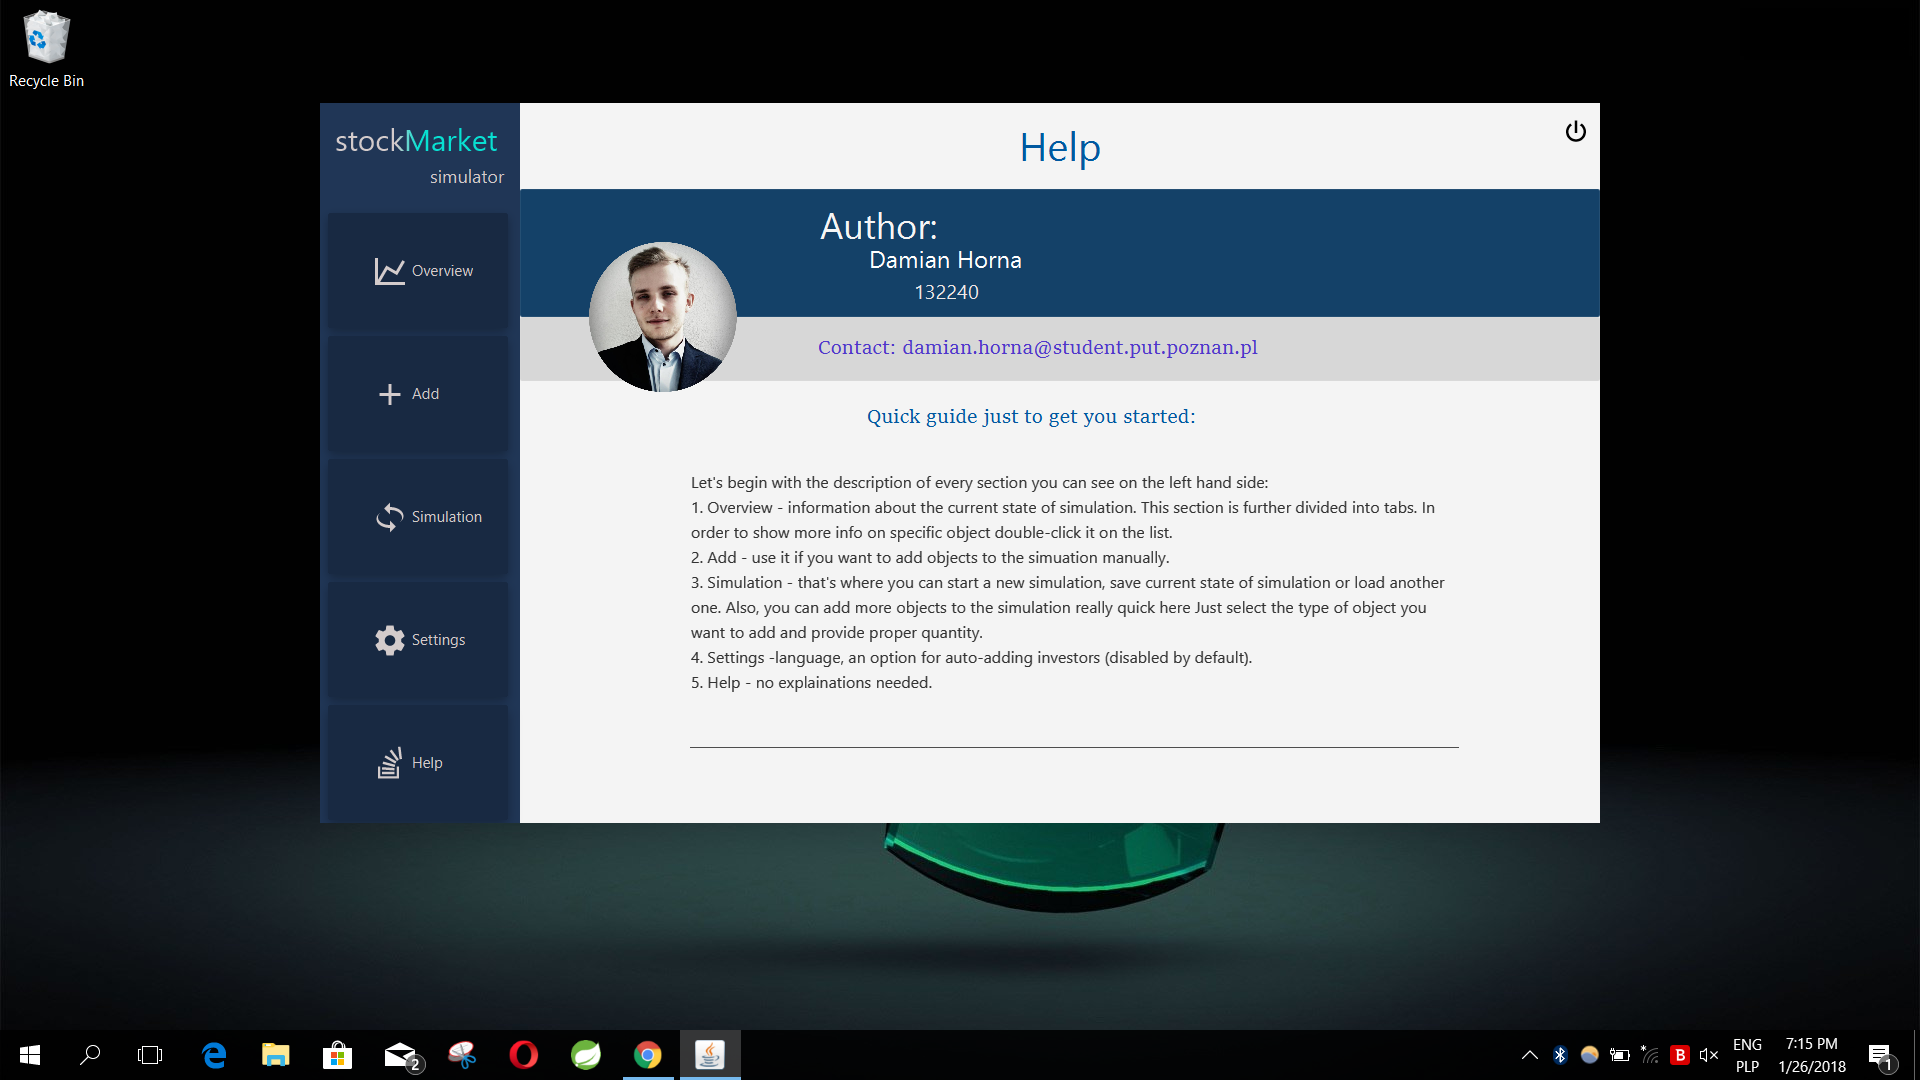 Recycle Bin
stockMarket
simulator
Overview
Add
Simulation
Settings
Help
Help
Author:
Damian Horna
132240
Contact: damian.horna@student.put.poznan.pl
Quick guide just to get you started:
Let's begin with the description of every section you can see on the left hand side:
1. Overview - information about the current state of simulation. This section is further divided into tabs. In
order to show more info on specific object double-click it on the list.
2. Add - use it if you want to add objects to the simuation manually.
3. Simulation - that's where you can start a new simulation, save current state of simulation or load another
one. Also, you can add more objects to the simulation really quick here Just select the type of object you
want to add and provide proper quantity.
4. Settings -language, an option for auto-adding investors (disabled by default).
5. Help - no explainations needed.
2
B
ENG
PLP
7:15 PM
1/26/2018
1